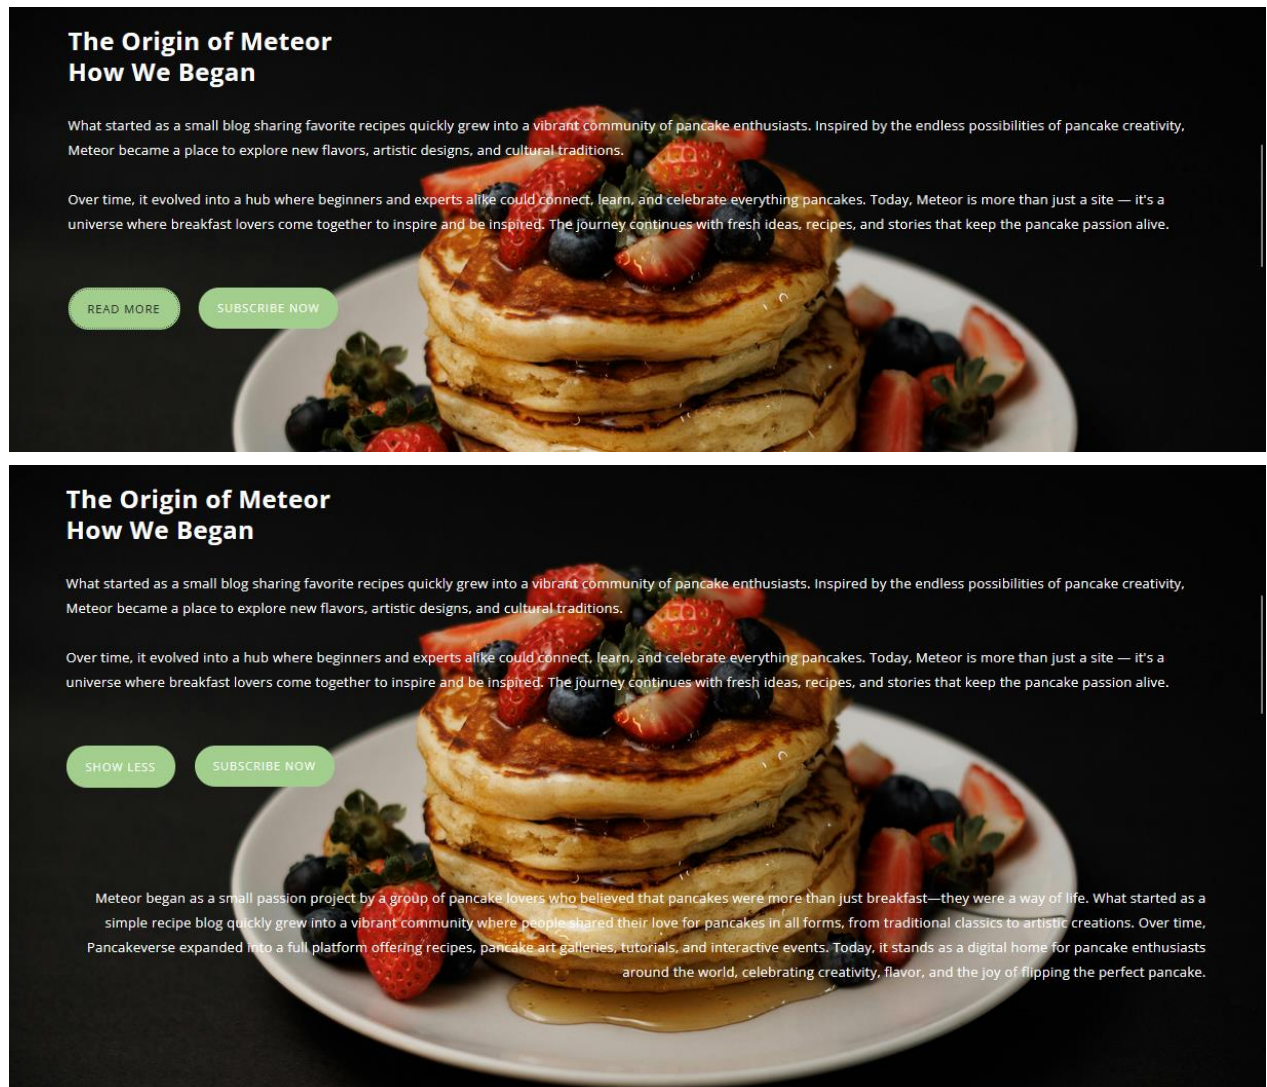 The Origin of Meteor
How We Began
What started as a small blog sharing favorite recipes quickly grew into a vibrant community of pancake enthusiasts. Inspired by the endless possibilities of pancake creativity,
Meteor became a place to explore new flavors, artistic designs, and cultural traditions.
Over time, it evolved into a hub where beginners and experts alike could connect, learn, and celebrate everything pancakes. Today, Meteor is more than just a site — it's a
universe where breakfast lovers come together to inspire and be inspired. The journey continues with fresh ideas, recipes, and stories that keep the pancake passion alive.
READ MORE SUBSCRIBE NOW
The Origin of Meteor
How We Began
What started as a small blog sharing favorite recipes quickly grew into a vibrant community of pancake enthusiasts. Inspired by the endless possibilities of pancake creativity,
Meteor became a place to explore new flavors, artistic designs, and cultural traditions.
Over time, it evolved into a hub where beginners and experts alike could connect, learn, and celebrate everything pancakes. Today, Meteor is more than just a site — it's a
universe where breakfast lovers come together to inspire and be inspired. The journey continues with fresh ideas, recipes, and stories that keep the pancake passion alive.
SHOW LESS SUBSCRIBE NOW
Meteor began as a small passion project by a group of pancake lovers who believed that pancakes were more than just breakfast—they were a way of life. What started as a
simple recipe blog quickly grew into a vibrant community where people shared their love for pancakes in all forms, from traditional classics to artistic creations. Over time,
Pancakeverse expanded into a full platform offering recipes, pancake art galleries, tutorials, and interactive events. Today, it stands as a digital home for pancake enthusiasts
around the world, celebrating creativity, flavor, and the joy of flipping the perfect pancake.